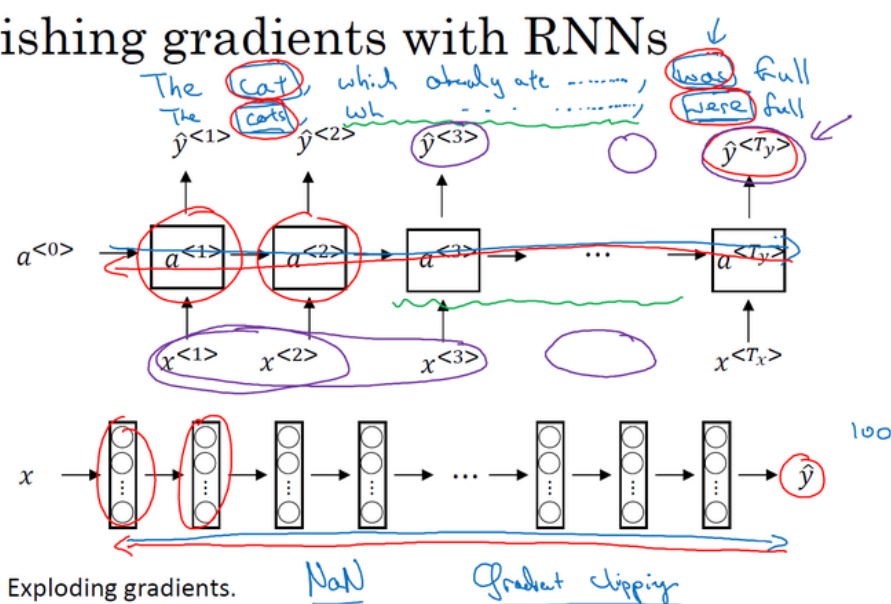 ishing gradients with RNNs
The cat, which already ate ........, was full
The cats, wh ... ........, were full
ŷ<1> ŷ<2> ŷ<3> ŷ<Ty>
a<0> a<1> a<2> a<3> ... a<Ty>
x<1> x<2> x<3> x<Tx>
100
x ... ŷ
Exploding gradients. NaN Gradient clipping